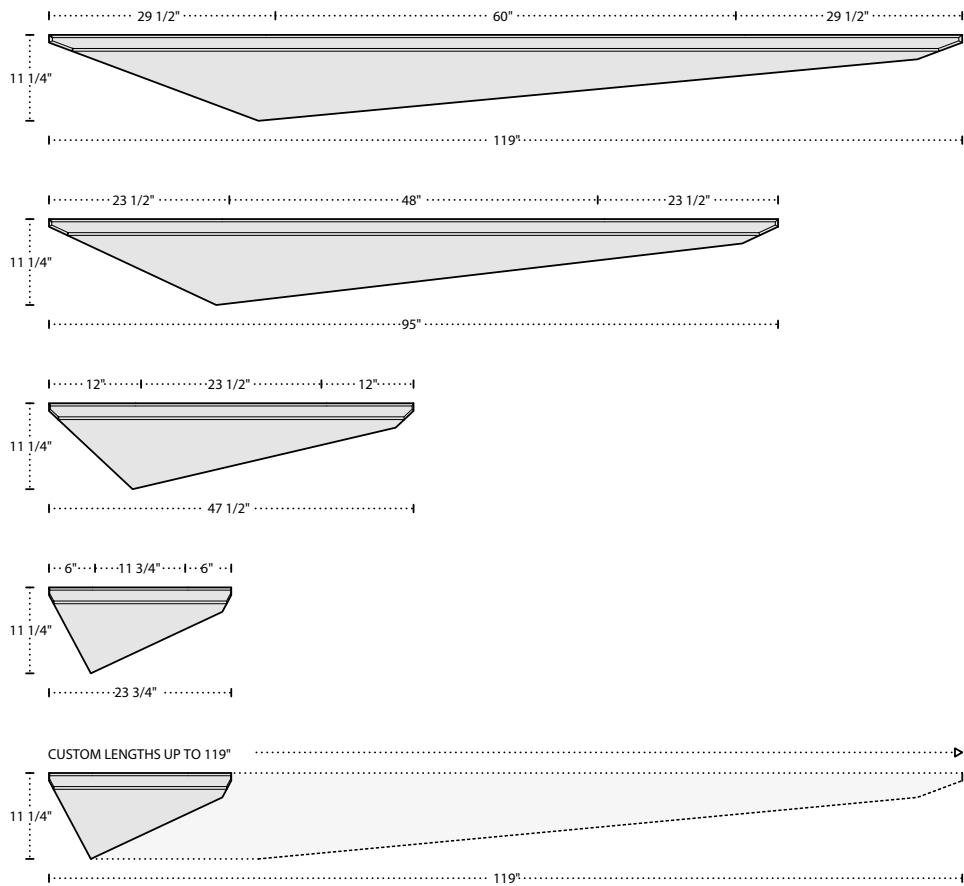 29 1/2" 60" 29 1/2"
11 1/4"
119"
23 1/2" 48" 23 1/2"
11 1/4"
95"
12" 23 1/2" 12"
11 1/4"
47 1/2"
6" 11 3/4" 6"
11 1/4"
23 3/4"
CUSTOM LENGTHS UP TO 119"
11 1/4"
119"